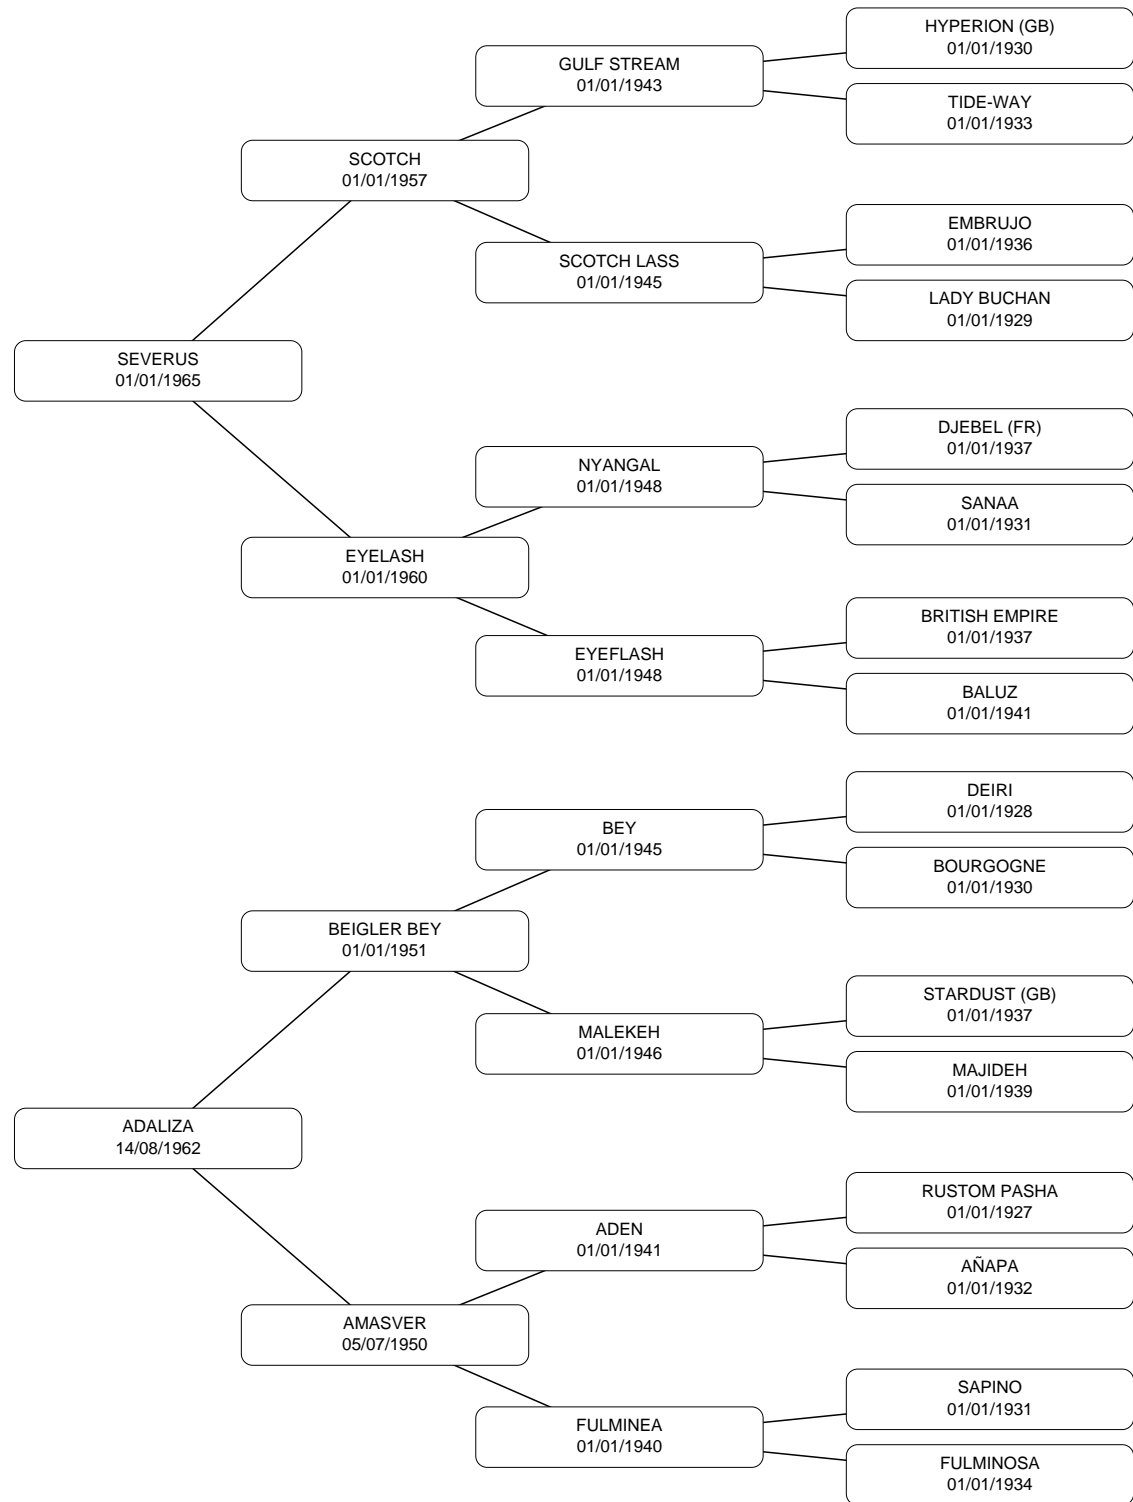 HYPERION (GB)
01/01/1930
GULF STREAM
01/01/1943
TIDE-WAY
01/01/1933
SCOTCH
01/01/1957
EMBRUJO
01/01/1936
SCOTCH LASS
01/01/1945
LADY BUCHAN
01/01/1929
SEVERUS
01/01/1965
DJEBEL (FR)
01/01/1937
NYANGAL
01/01/1948
SANAA
01/01/1931
EYELASH
01/01/1960
BRITISH EMPIRE
01/01/1937
EYEFLASH
01/01/1948
BALUZ
01/01/1941
DEIRI
01/01/1928
BEY
01/01/1945
BOURGOGNE
01/01/1930
BEIGLER BEY
01/01/1951
STARDUST (GB)
01/01/1937
MALEKEH
01/01/1946
MAJIDEH
01/01/1939
ADALIZA
14/08/1962
RUSTOM PASHA
01/01/1927
ADEN
01/01/1941
AÑAPA
01/01/1932
AMASVER
05/07/1950
SAPINO
01/01/1931
FULMINEA
01/01/1940
FULMINOSA
01/01/1934